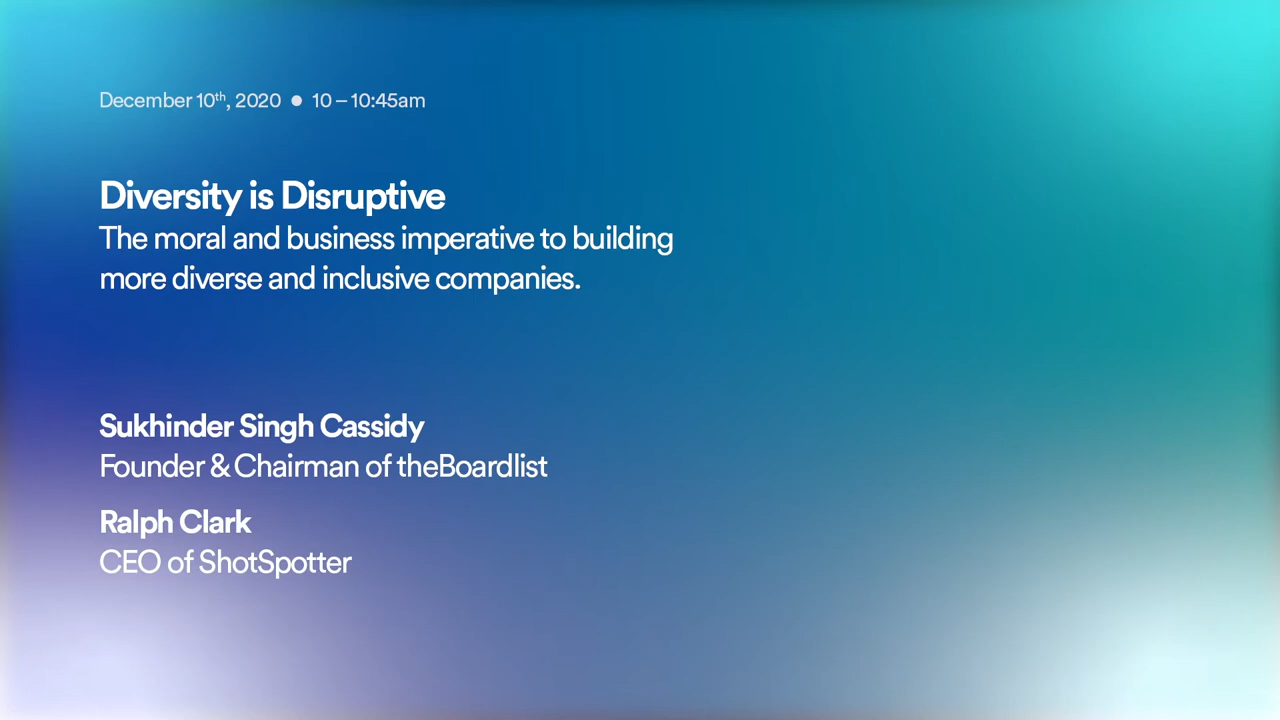 December 10th, 2020 ● 10 – 10:45am
Diversity is Disruptive
The moral and business imperative to building
more diverse and inclusive companies.
Sukhinder Singh Cassidy
Founder & Chairman of theBoardlist
Ralph Clark
CEO of ShotSpotter